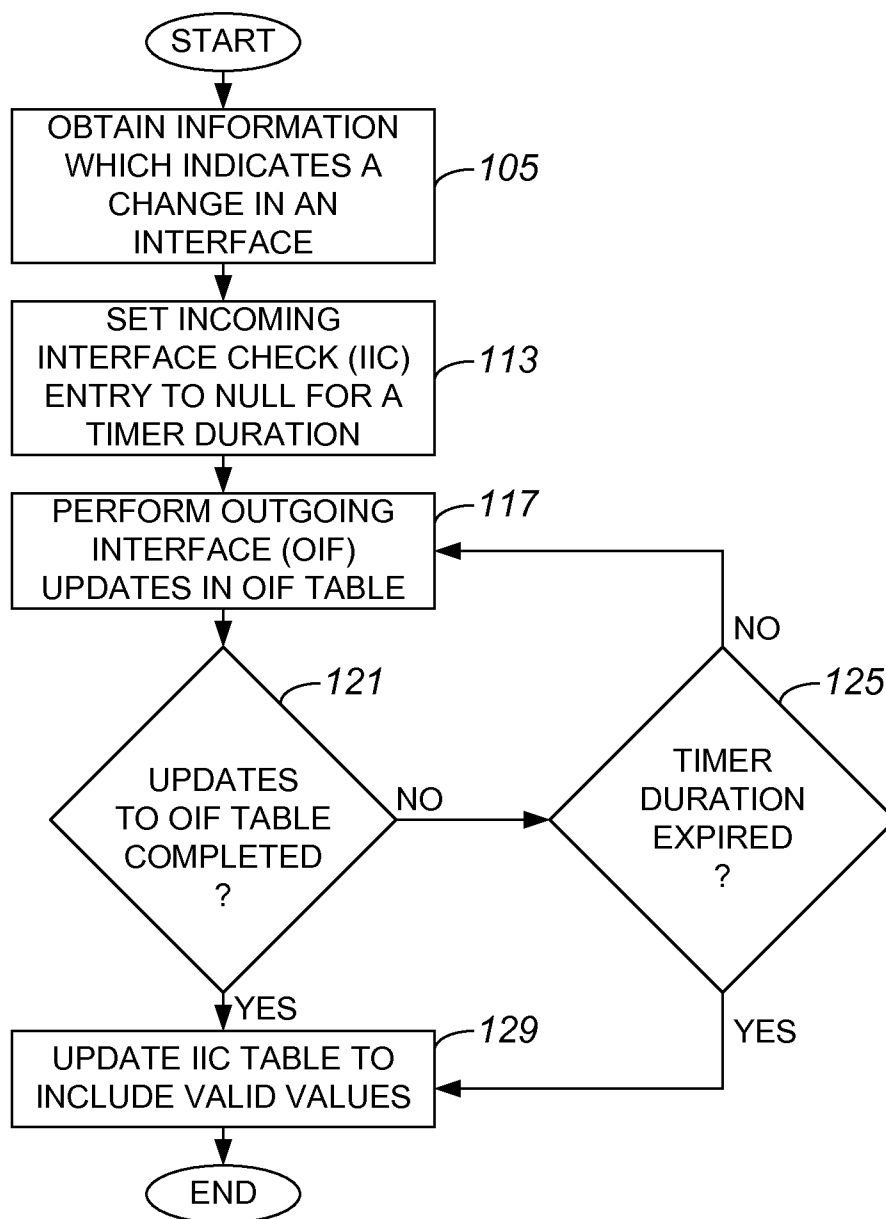 START
OBTAIN INFORMATION
WHICH INDICATES A
CHANGE IN AN
INTERFACE
105
SET INCOMING
INTERFACE CHECK (IIC)
ENTRY TO NULL FOR A
TIMER DURATION
113
PERFORM OUTGOING
INTERFACE (OIF)
UPDATES IN OIF TABLE
117
UPDATES
TO OIF TABLE
COMPLETED
?
121
NO
TIMER
DURATION
EXPIRED
?
125
NO
YES
YES
UPDATE IIC TABLE TO
INCLUDE VALID VALUES
129
END